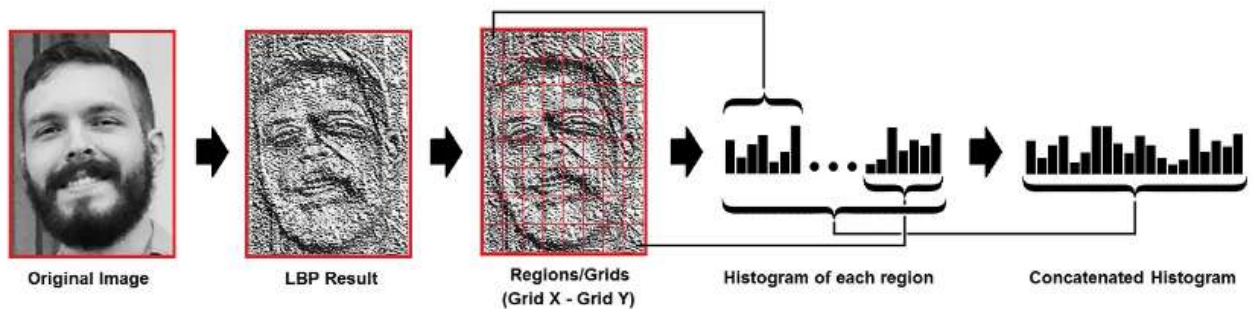 Original Image
LBP Result
Regions/Grids
(Grid X - Grid Y)
Histogram of each region
Concatenated Histogram